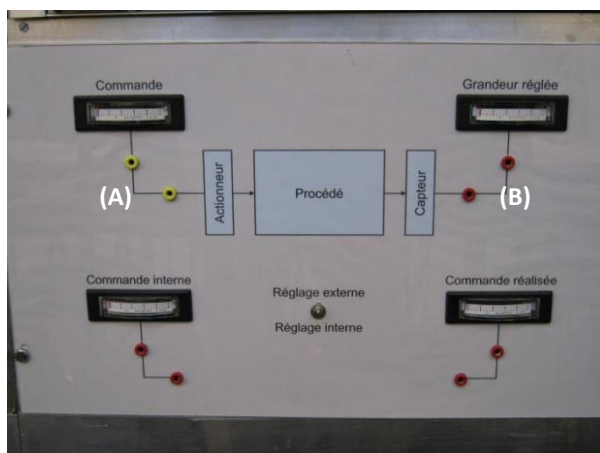 Commande
Grandeur réglée
(A)
Actionneur
Procédé
Capteur
(B)
Commande interne
Réglage externe
Réglage interne
Commande réalisée